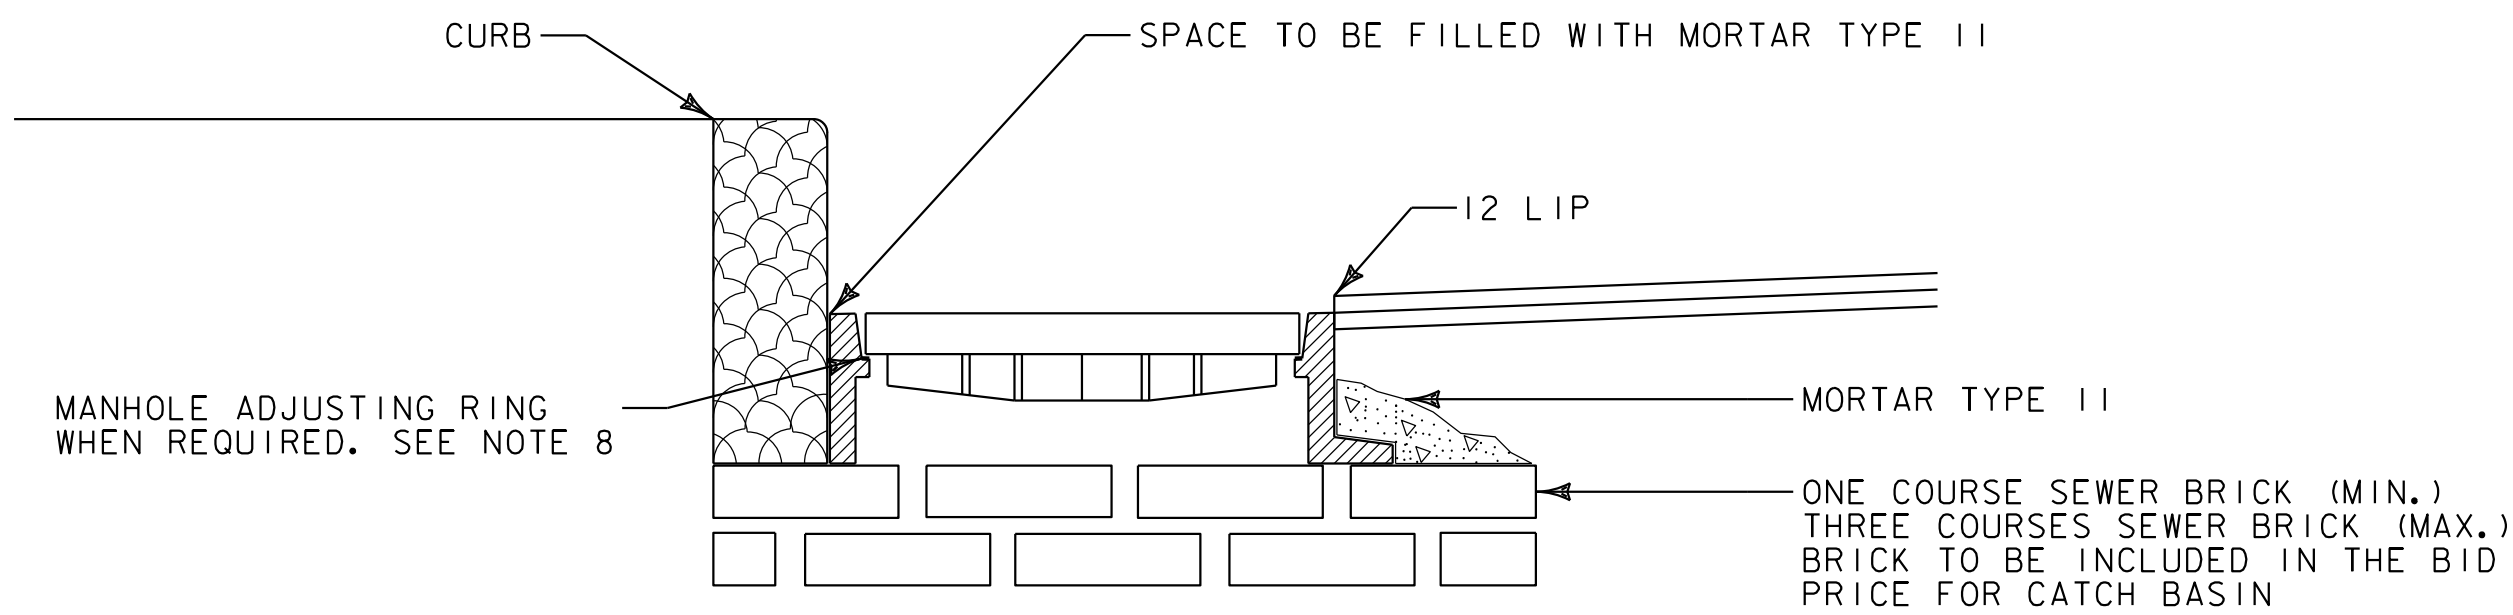 CURB
SPACE TO BE FILLED WITH MORTAR TYPE II
12 LIP
MANHOLE ADJUSTING RING
WHEN REQUIRED. SEE NOTE 8
MORTAR TYPE II
ONE COURSE SEWER BRICK (MIN.)
THREE COURSES SEWER BRICK (MAX.)
BRICK TO BE INCLUDED IN THE BID
PRICE FOR CATCH BASIN